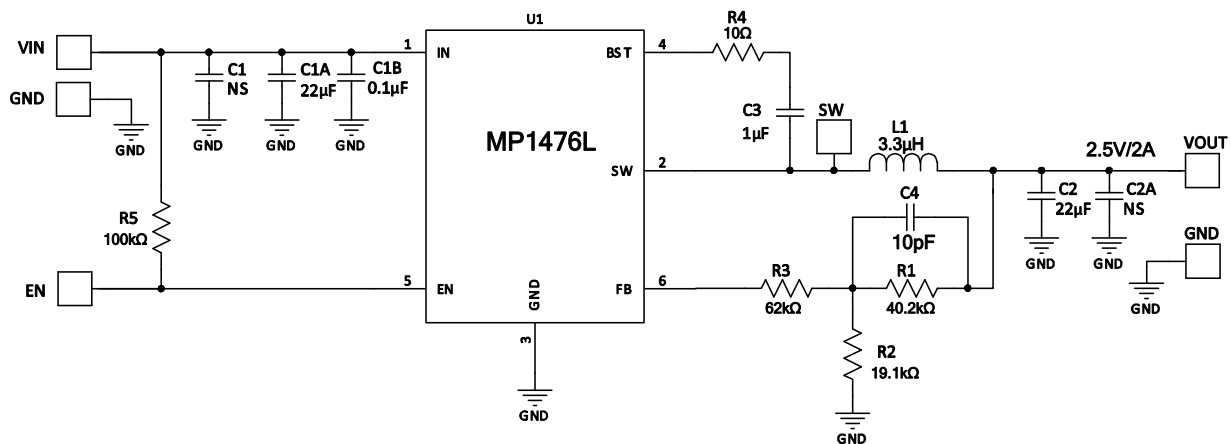 U1
VIN
1
IN
BST
4
R4
10Ω
C1
NS
C1A
22µF
C1B
0.1µF
GND
GND
GND
GND
GND
C3
1µF
SW
MP1476L
L1
3.3µH
2.5V/2A
VOUT
SW
2
C4
10pF
C2
22µF
C2A
NS
GND
GND
R5
100kΩ
GND
GND
EN
5
EN
GND
3
FB
6
R3
62kΩ
R1
40.2kΩ
R2
19.1kΩ
GND
GND